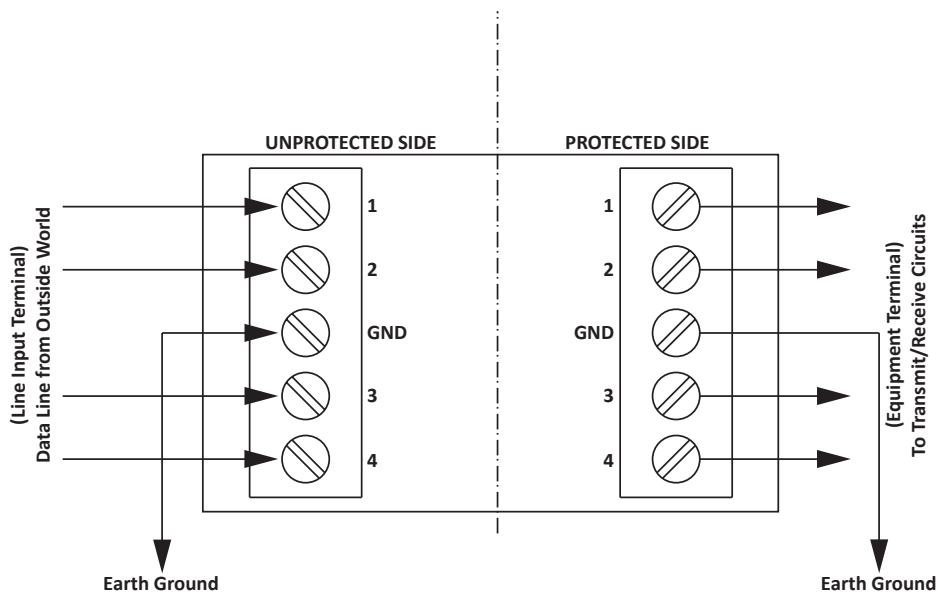 UNPROTECTED SIDE
PROTECTED SIDE
(Line Input Terminal)
Data Line from Outside World
1
2
GND
3
4
1
2
GND
3
4
(Equipment Terminal)
To Transmit/Receive Circuits
Earth Ground
Earth Ground